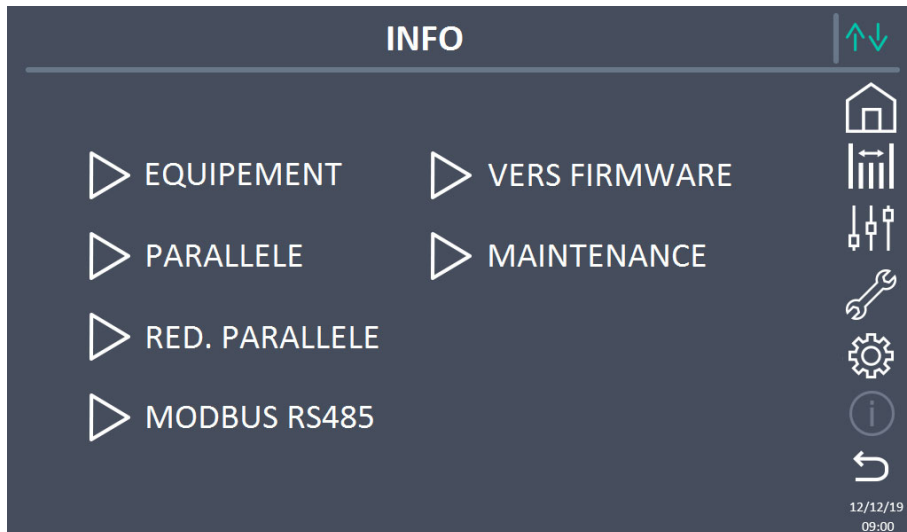 INFO
EQUIPEMENT
VERS FIRMWARE
PARALLELE
MAINTENANCE
RED. PARALLELE
MODBUS RS485
12/12/19
09:00